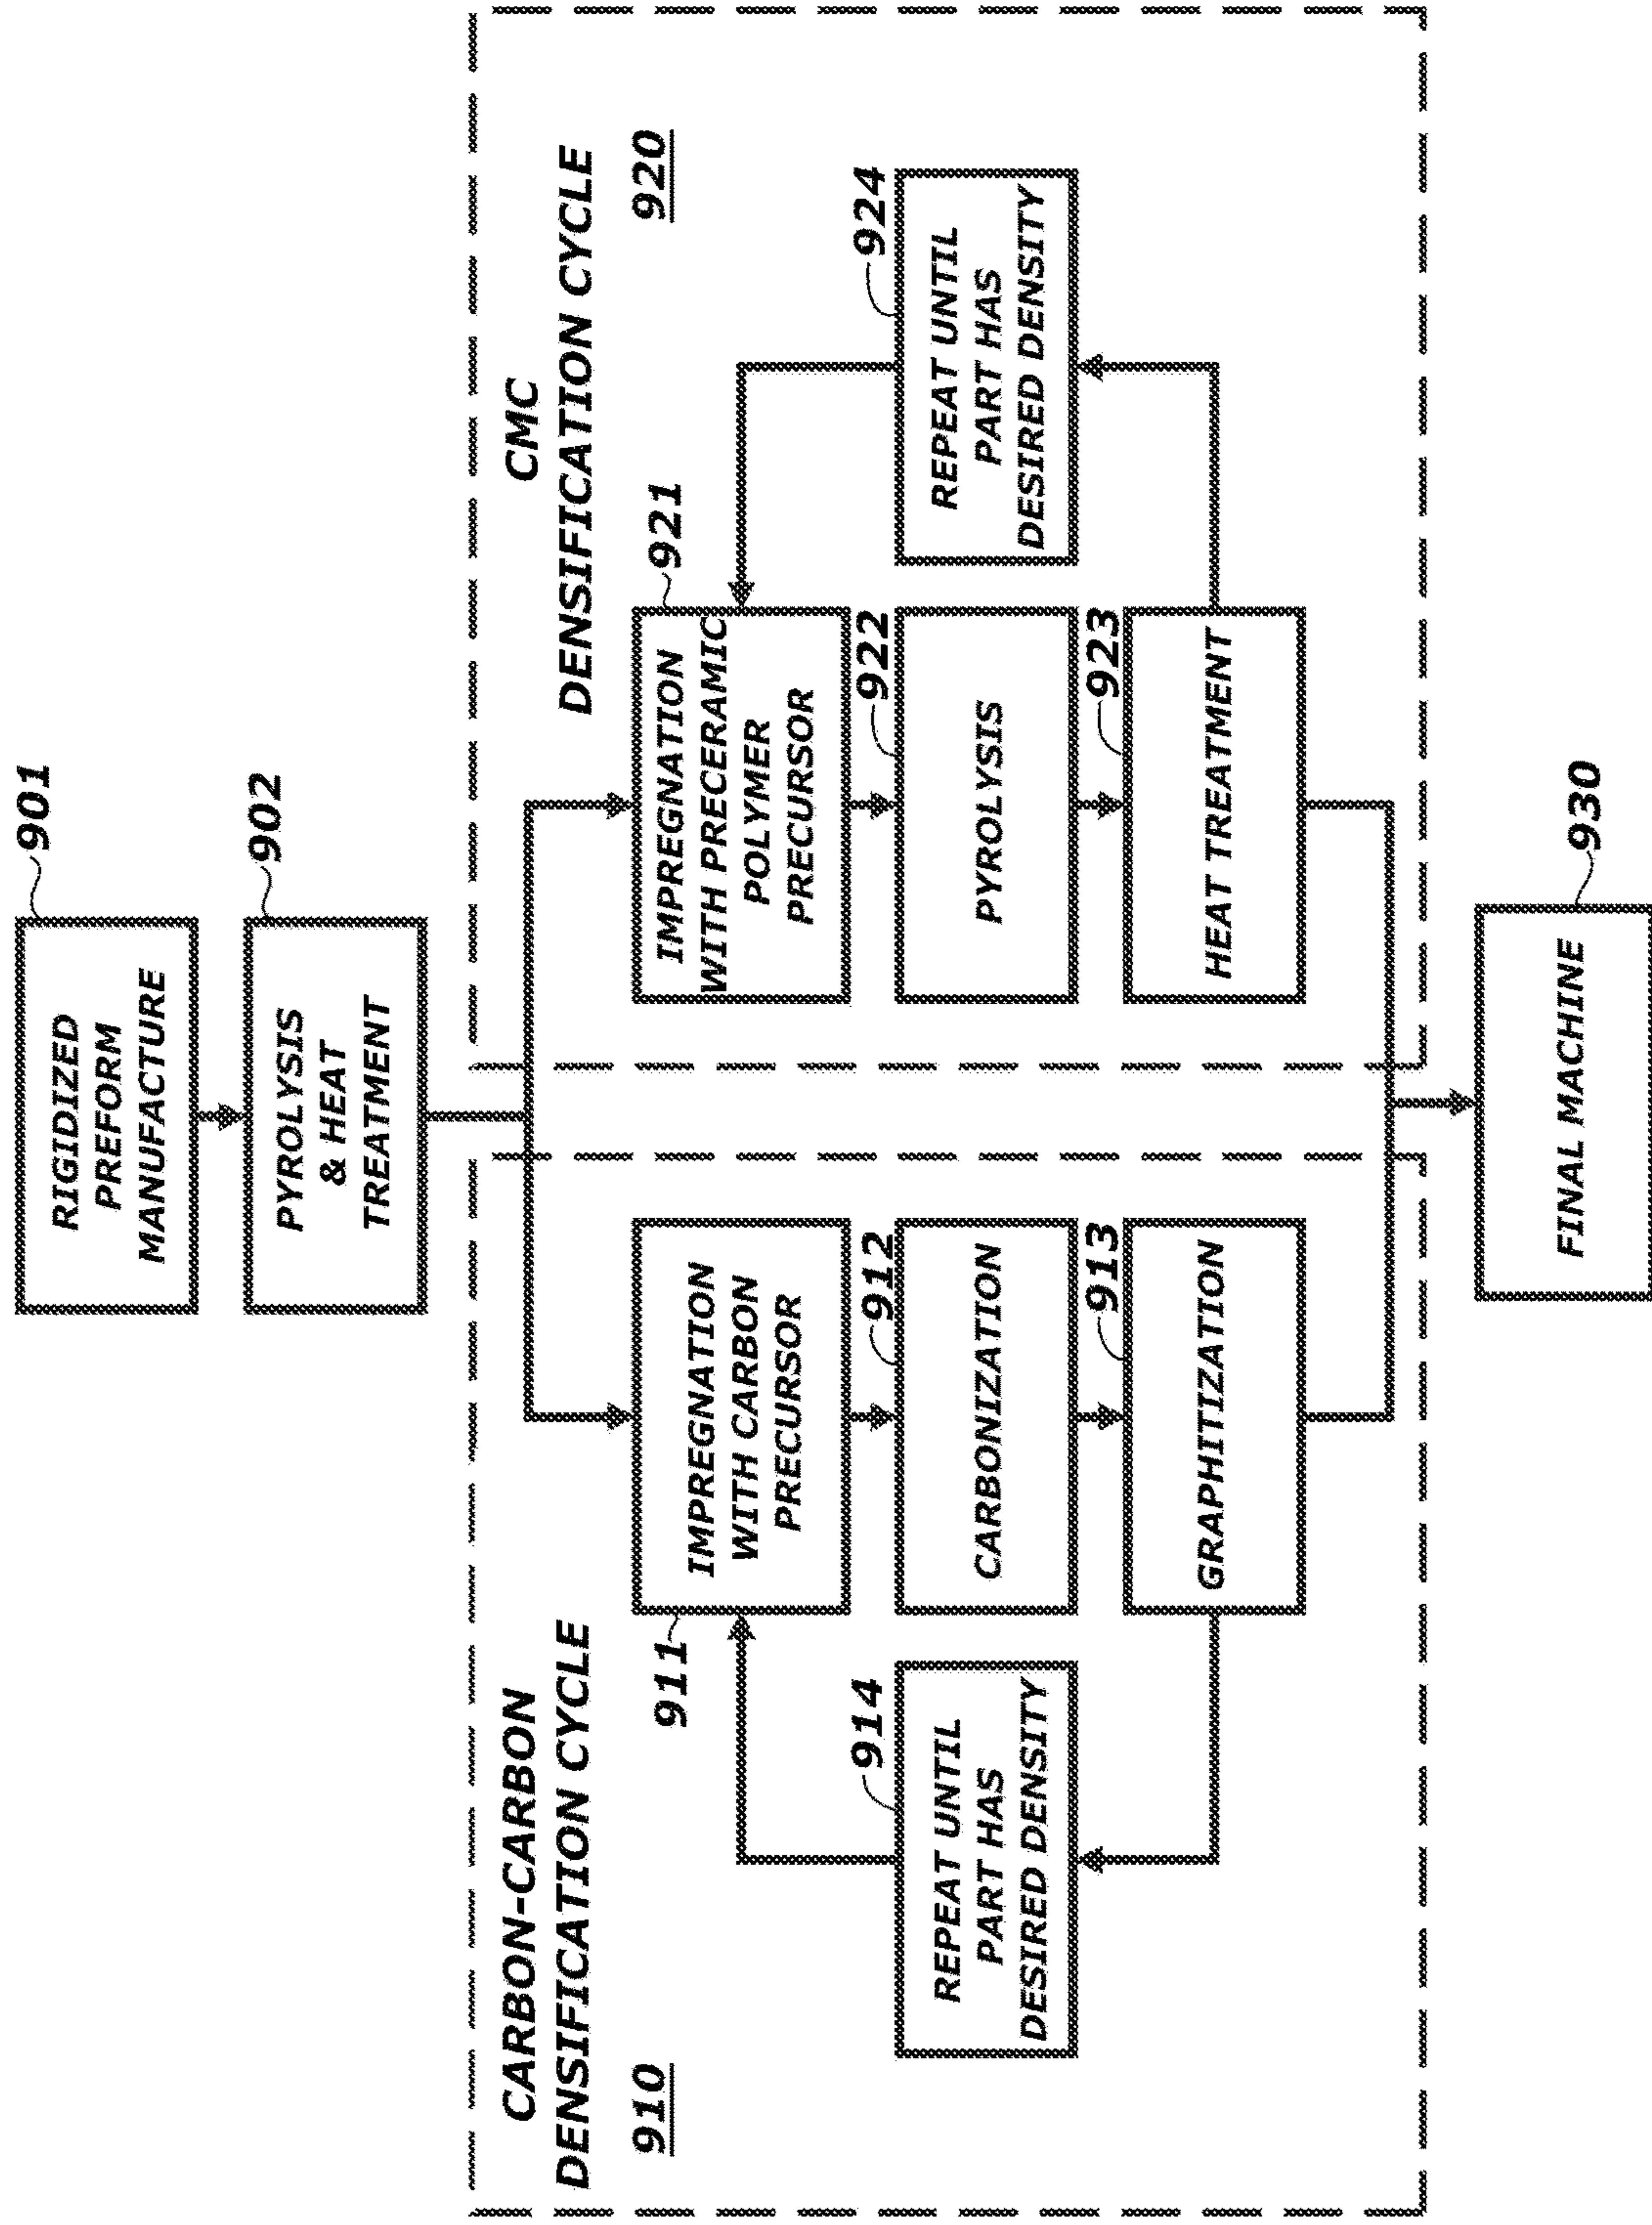 901
RIGIDIZED
PREFORM
MANUFACTURE
902
PYROLYSIS
& HEAT
TREATMENT
CARBON-CARBON
DENSIFICATION CYCLE
910
911
IMPREGNATION
WITH CARBON
PRECURSOR
912
CARBONIZATION
913
GRAPHITIZATION
914
REPEAT UNTIL
PART HAS
DESIRED DENSITY
CMC
DENSIFICATION CYCLE
920
921
IMPREGNATION
WITH PRECERAMIC
POLYMER
PRECURSOR
922
PYROLYSIS
923
HEAT TREATMENT
924
REPEAT UNTIL
PART HAS
DESIRED DENSITY
930
FINAL MACHINE